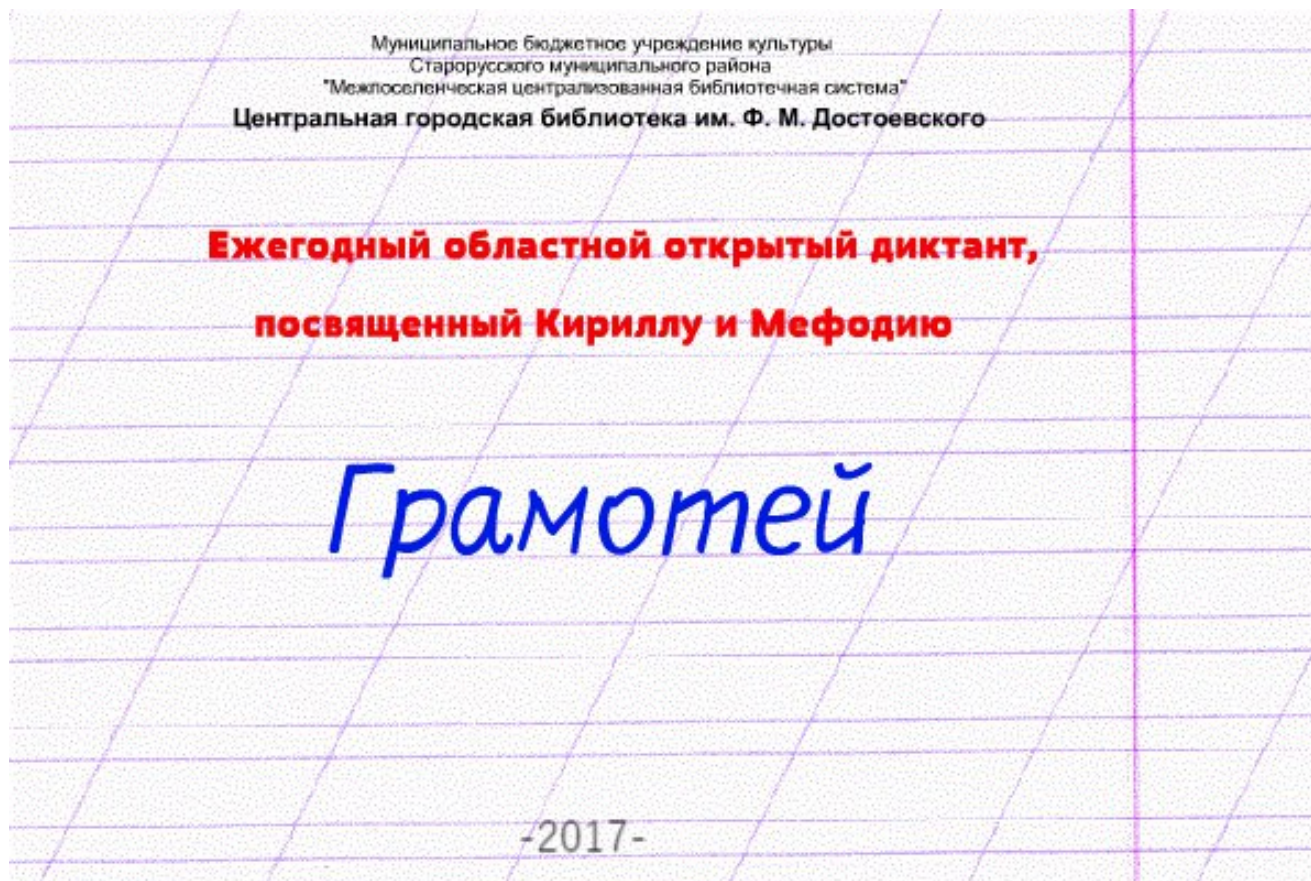 Муниципальное бюджетное учреждение культуры
Старорусского муниципального района
"Межпоселенческая централизованная библиотечная система"
Центральная городская библиотека им. Ф. М. Достоевского
Ежегодный областной открытый диктант,
посвященный Кириллу и Мефодию
Грамотей
-2017-